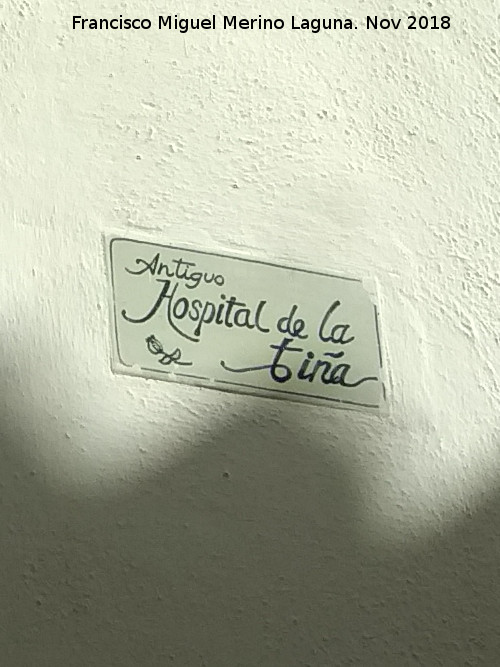 Francisco Miguel Merino Laguna. Nov 2018
Antiguo
Hospital de la
tiña